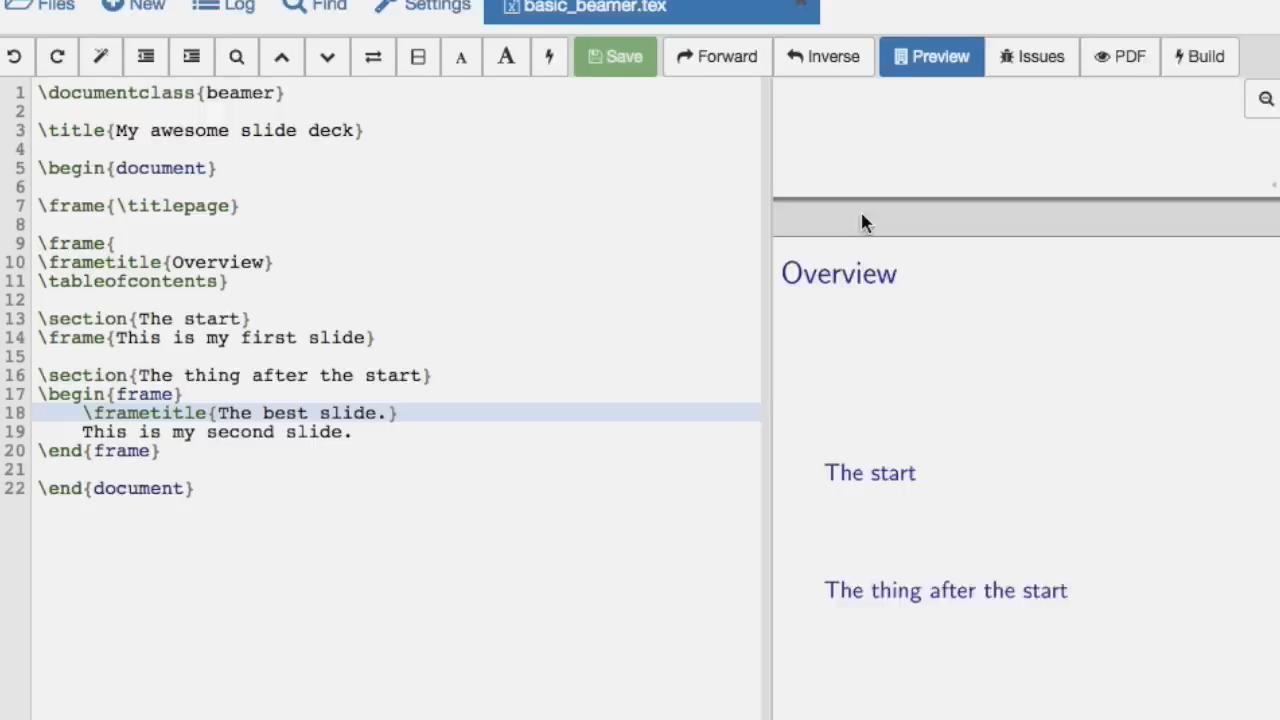 Files New Log Find Settings basic_beamer.tex
A A Save Forward Inverse Preview Issues PDF Build
1 \documentclass{beamer}
2
3 \title{My awesome slide deck}
4
5 \begin{document}
6
7 \frame{\titlepage}
8
9 \frame{
10 \frametitle{Overview}
11 \tableofcontents}
12
13 \section{The start}
14 \frame{This is my first slide}
15
16 \section{The thing after the start}
17 \begin{frame}
18 \frametitle{The best slide.}
19 This is my second slide.
20 \end{frame}
21
22 \end{document}
Overview
The start
The thing after the start